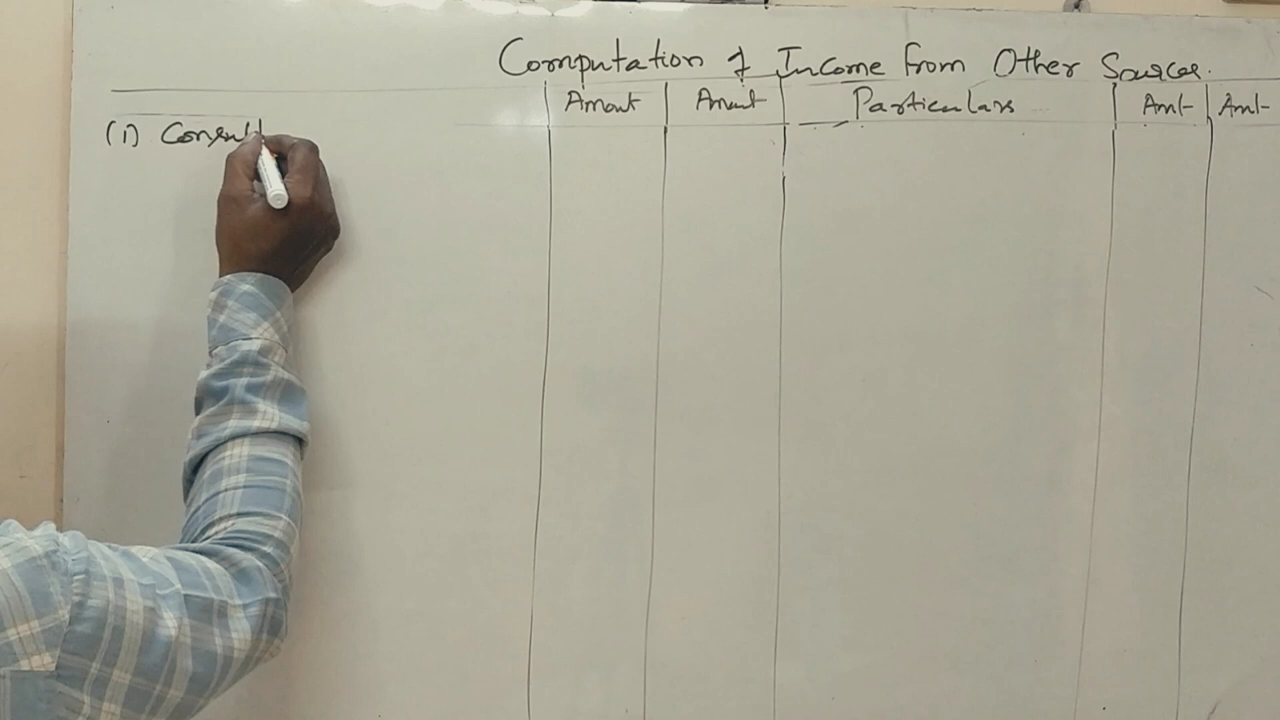 Computation of Income from Other Sources.
Amount Amount Particulars Amt Amt
(1) Consult